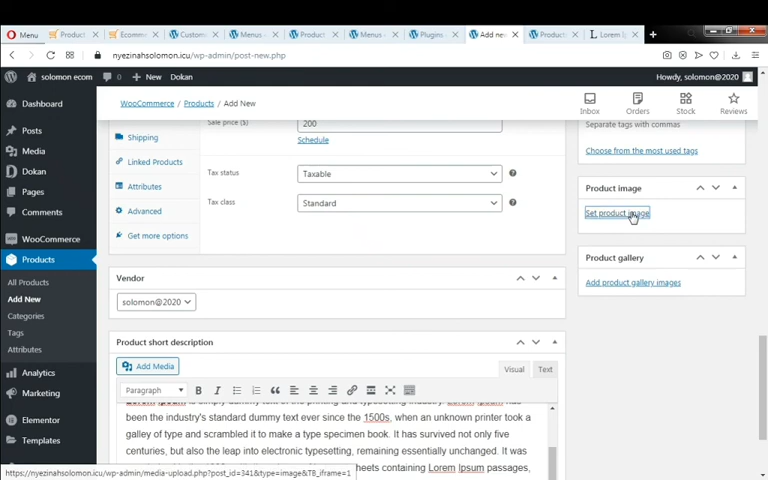 Menu
Product
Ecomm
Custom
Menus -
Product
Menus -
Plugins -
Add new
Product
Lorem Ip
nyezinahsolomon.icu/wp-admin/post-new.php
solomon ecom
0
New
Dokan
Howdy, solomon@2020
Dashboard
Posts
Media
Dokan
Pages
Comments
WooCommerce
Products
All Products
Add New
Categories
Tags
Attributes
Analytics
Marketing
Elementor
Templates
WooCommerce / Products / Add New
Inbox
Orders
Stock
Reviews
Shipping
Linked Products
Attributes
Advanced
Get more options
Sale price ($)
200
Schedule
Tax status
Taxable
Tax class
Standard
Separate tags with commas
Choose from the most used tags
Product image
Set product image
Product gallery
Add product gallery images
Vendor
solomon@2020
Product short description
Add Media
Visual
Text
Paragraph
B
I
been the industry's standard dummy text ever since the 1500s, when an unknown printer took a
galley of type and scrambled it to make a type specimen book. It has survived not only five
centuries, but also the leap into electronic typesetting, remaining essentially unchanged. It was
sheets containing Lorem Ipsum passages,
https://nyezinahsolomon.icu/wp-admin/media-upload.php?post_id=341&type=image&TB_iframe=1